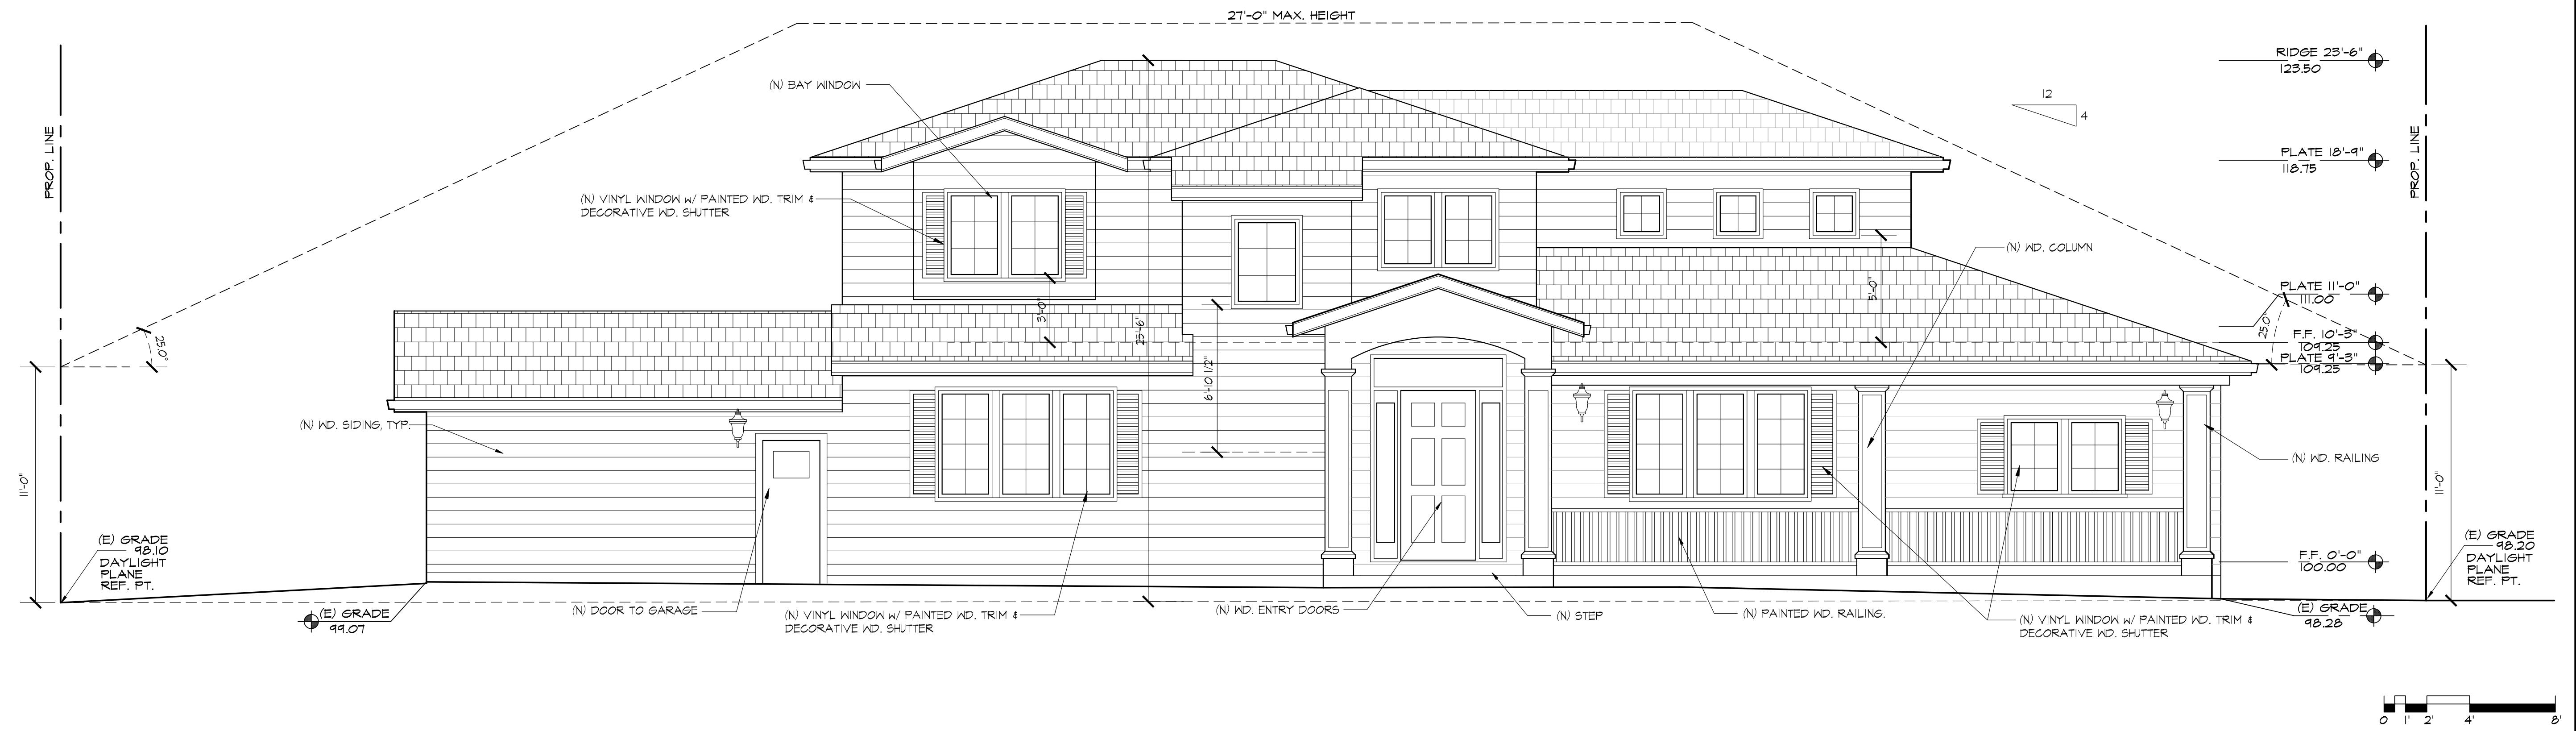 27'-0" MAX. HEIGHT
RIDGE 23'-6"
123.50
(N) BAY WINDOW
12
4
PROP. LINE
PROP. LINE
PLATE 18'-9"
118.75
(N) VINYL WINDOW W/ PAINTED WD. TRIM &
DECORATIVE WD. SHUTTER
(N) WD. COLUMN
PLATE 11'-0"
111.00
5'-0"
3'-0"
25'-6"
25.0°
25.0°
F.F. 10'-3"
109.25
PLATE 9'-3"
109.25
6'-10 1/2"
(N) WD. SIDING, TYP.
(N) WD. RAILING
11'-0"
11'-0"
(E) GRADE
98.10
DAYLIGHT
PLANE
REF. PT.
(E) GRADE
98.20
DAYLIGHT
PLANE
REF. PT.
F.F. 0'-0"
100.00
(E) GRADE
99.07
(N) DOOR TO GARAGE
(N) VINYL WINDOW W/ PAINTED WD. TRIM &
DECORATIVE WD. SHUTTER
(N) WD. ENTRY DOORS
(N) STEP
(N) PAINTED WD. RAILING.
(N) VINYL WINDOW W/ PAINTED WD. TRIM &
DECORATIVE WD. SHUTTER
(E) GRADE
98.28
0 1' 2' 4' 8'